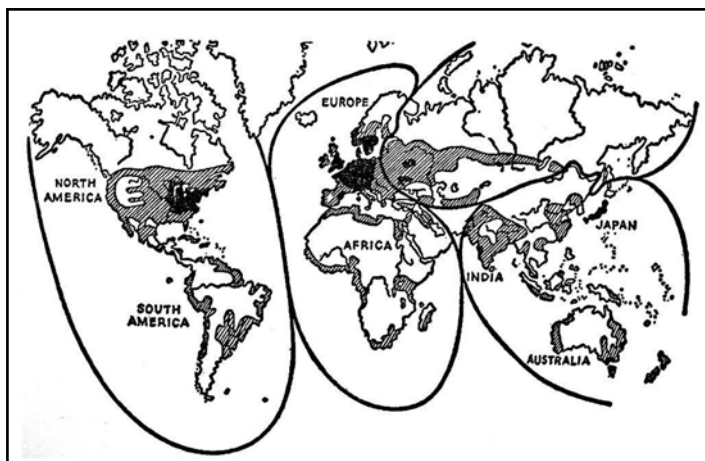 EUROPE
NORTH
AMERICA
AFRICA
JAPAN
INDIA
SOUTH
AMERICA
AUSTRALIA